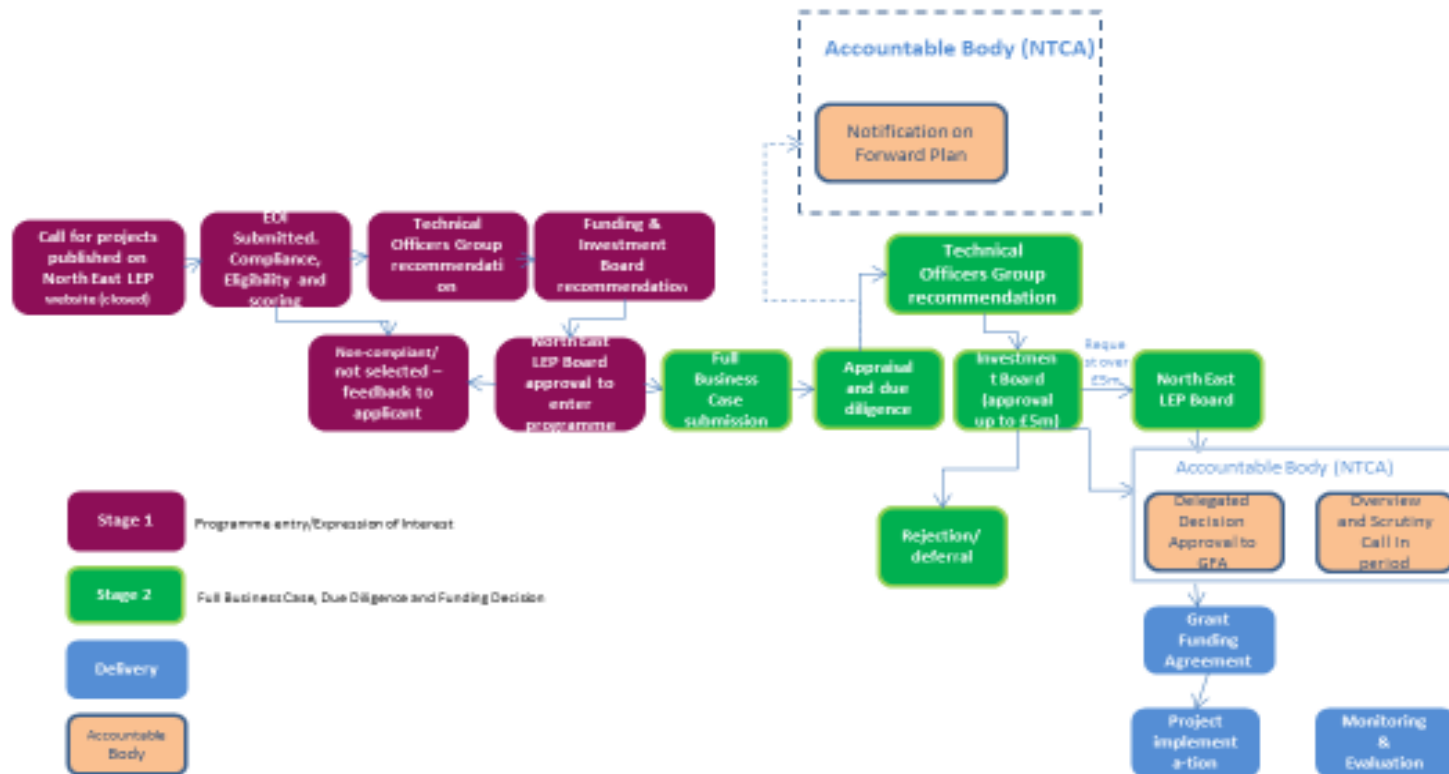 Accountable Body (NTCA)
Notification on
Forward Plan
Call for projects
published on
North East LEP
website (closed)
EOI
Submitted.
Compliance,
Eligibility and
scoring
Technical
Officers Group
recommendati
on
Funding &
Investment
Board
recommendation
Technical
Officers Group
recommendation
Non-compliant/
not selected –
feedback to
applicant
North East
LEP Board
approval to
enter
programme
Full
Business
Case
submission
Appraisal
and due
diligence
Investmen
t Board
(approval
up to £5m)
Reque
st over
£5m
North East
LEP Board
Accountable Body (NTCA)
Delegated
Decision
Approval to
GFA
Overview
and Scrutiny
Call In
period
Rejection/
deferral
Stage 1
Programme entry/Expression of Interest
Stage 2
Full Business Case, Due Diligence and Funding Decision
Delivery
Accountable
Body
Grant
Funding
Agreement
Project
implement
a-tion
Monitoring
&
Evaluation